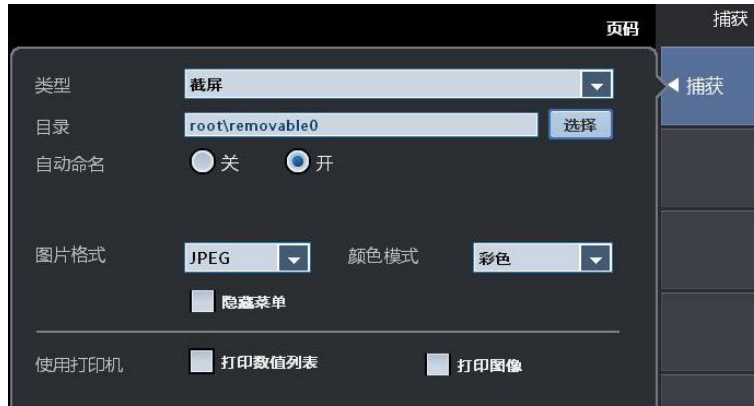 页码
捕获
类型 截屏
捕获
目录 root\removable0 选择
自动命名 关 开
图片格式 JPEG 颜色模式 彩色
隐藏菜单
使用打印机 打印数值列表 打印图像